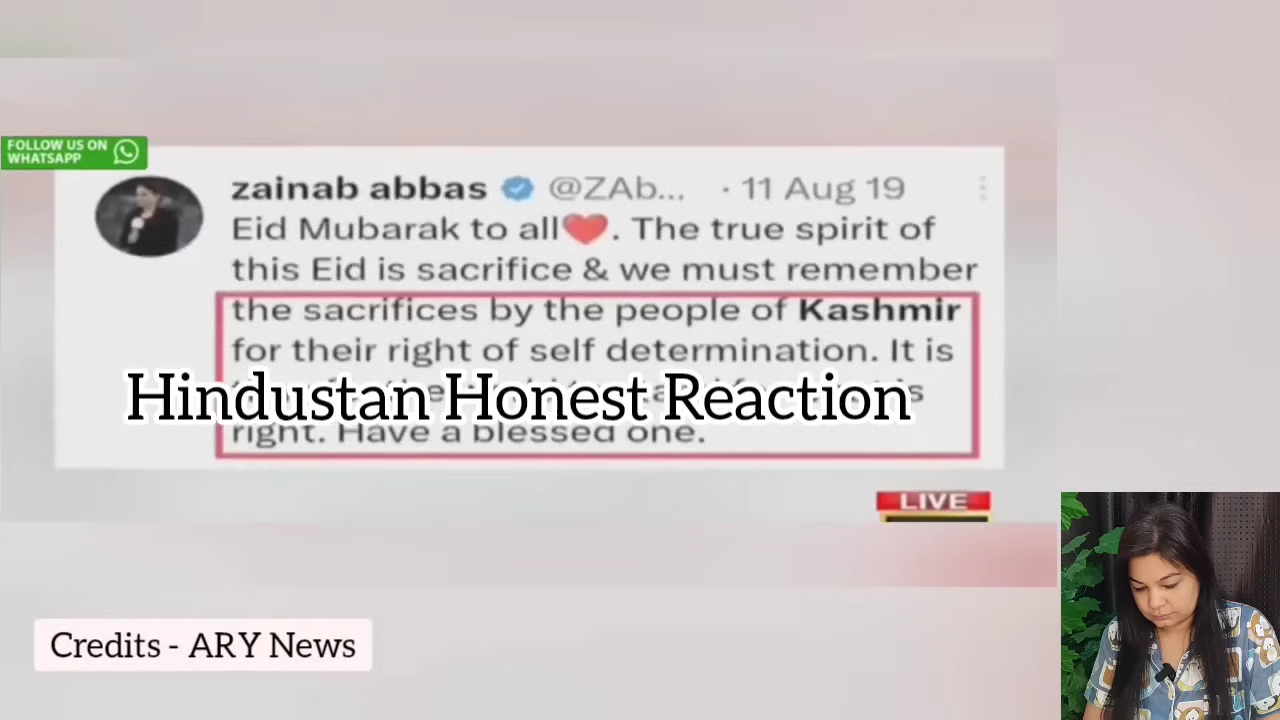 FOLLOW US ON
WHATSAPP
zainab abbas @ZAb... · 11 Aug 19
Eid Mubarak to all❤️. The true spirit of
this Eid is sacrifice & we must remember
the sacrifices by the people of Kashmir
for their right of self determination. It is
Hindustan Honest Reaction
right. Have a blessed one.
LIVE
Credits - ARY News